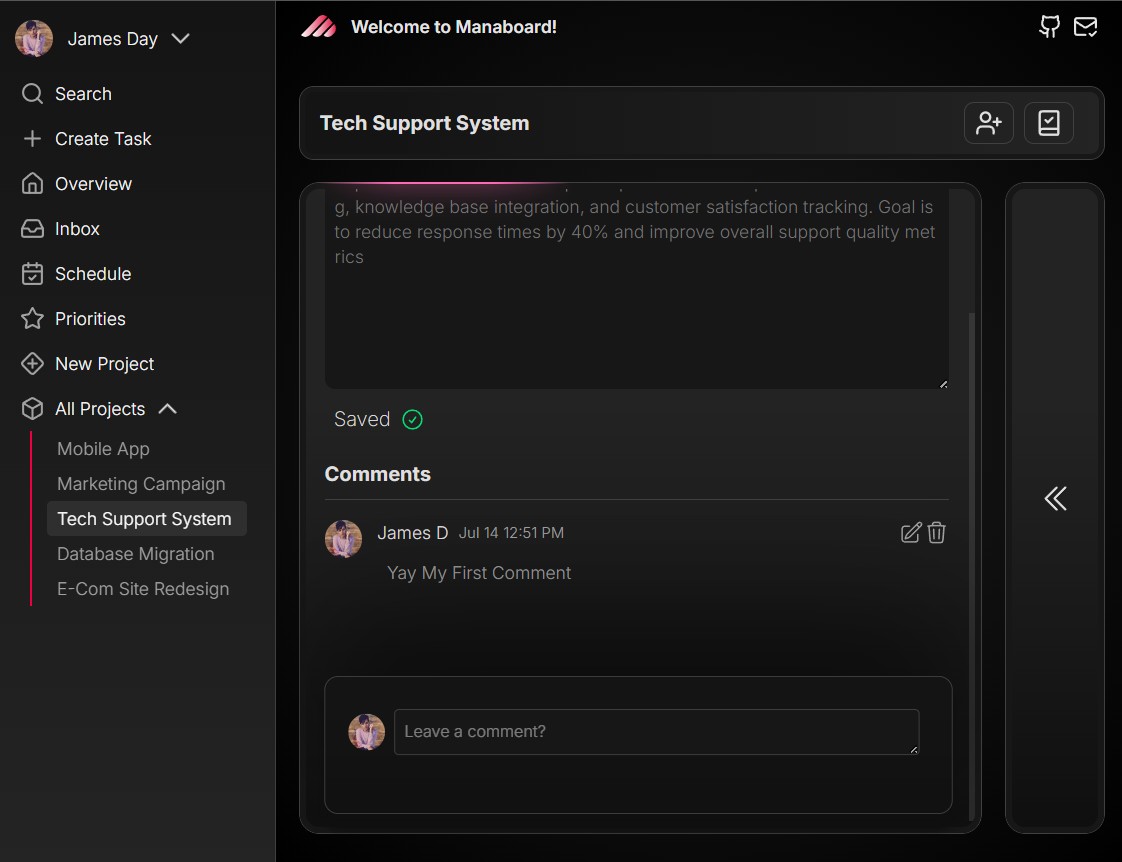 James Day
Search
Create Task
Overview
Inbox
Schedule
Priorities
New Project
All Projects
Mobile App
Marketing Campaign
Tech Support System
Database Migration
E-Com Site Redesign
Welcome to Manaboard!
Tech Support System
g, knowledge base integration, and customer satisfaction tracking. Goal is
to reduce response times by 40% and improve overall support quality met
rics
Saved
Comments
James D Jul 14 12:51 PM
Yay My First Comment
Leave a comment?